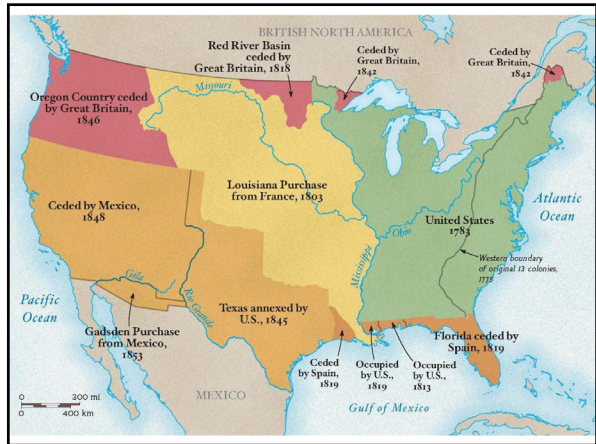 BRITISH NORTH AMERICA
Red River Basin
ceded by
Great Britain, 1818
Ceded by
Great Britain,
1842
Ceded by
Great Britain,
1842
Missouri
Oregon Country ceded
by Great Britain,
1846
Louisiana Purchase
from France, 1803
Ceded by Mexico,
1848
United States
1783
Atlantic
Ocean
Ohio
Mississippi
Western boundary
of original 13 colonies,
1775
Gila
Rio Grande
Pacific
Ocean
Texas annexed by
U.S., 1845
Gadsden Purchase
from Mexico,
1853
Florida ceded by
Spain, 1819
Ceded
by Spain,
1819
Occupied
by U.S.,
1819
Occupied
by U.S.,
1813
MEXICO
Gulf of Mexico
0 300 mi
0 400 km